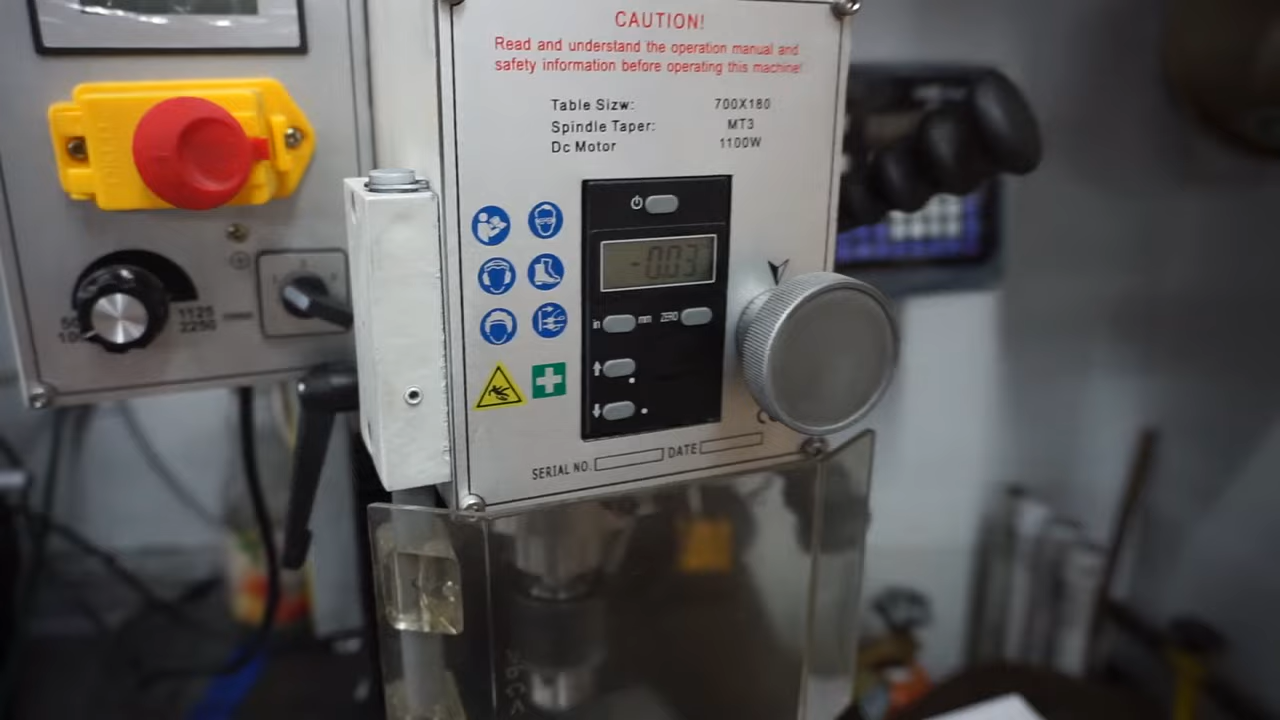 CAUTION!
Read and understand the operation manual and
safety information before operating this machine!
Table Sizw: 700X180
Spindle Taper: MT3
Dc Motor 1100W
-0.03
in mm ZERO
1125
2250
SERIAL NO. DATE